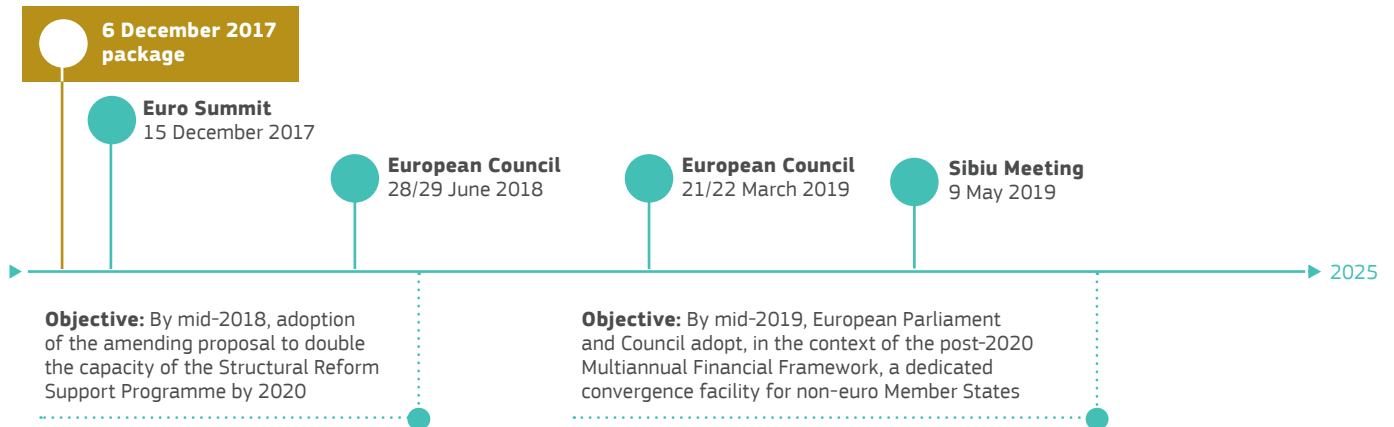 6 December 2017
package
Euro Summit
15 December 2017
European Council
28/29 June 2018
European Council
21/22 March 2019
Sibiu Meeting
9 May 2019
2025
Objective: By mid-2018, adoption
of the amending proposal to double
the capacity of the Structural Reform
Support Programme by 2020
Objective: By mid-2019, European Parliament
and Council adopt, in the context of the post-2020
Multiannual Financial Framework, a dedicated
convergence facility for non-euro Member States